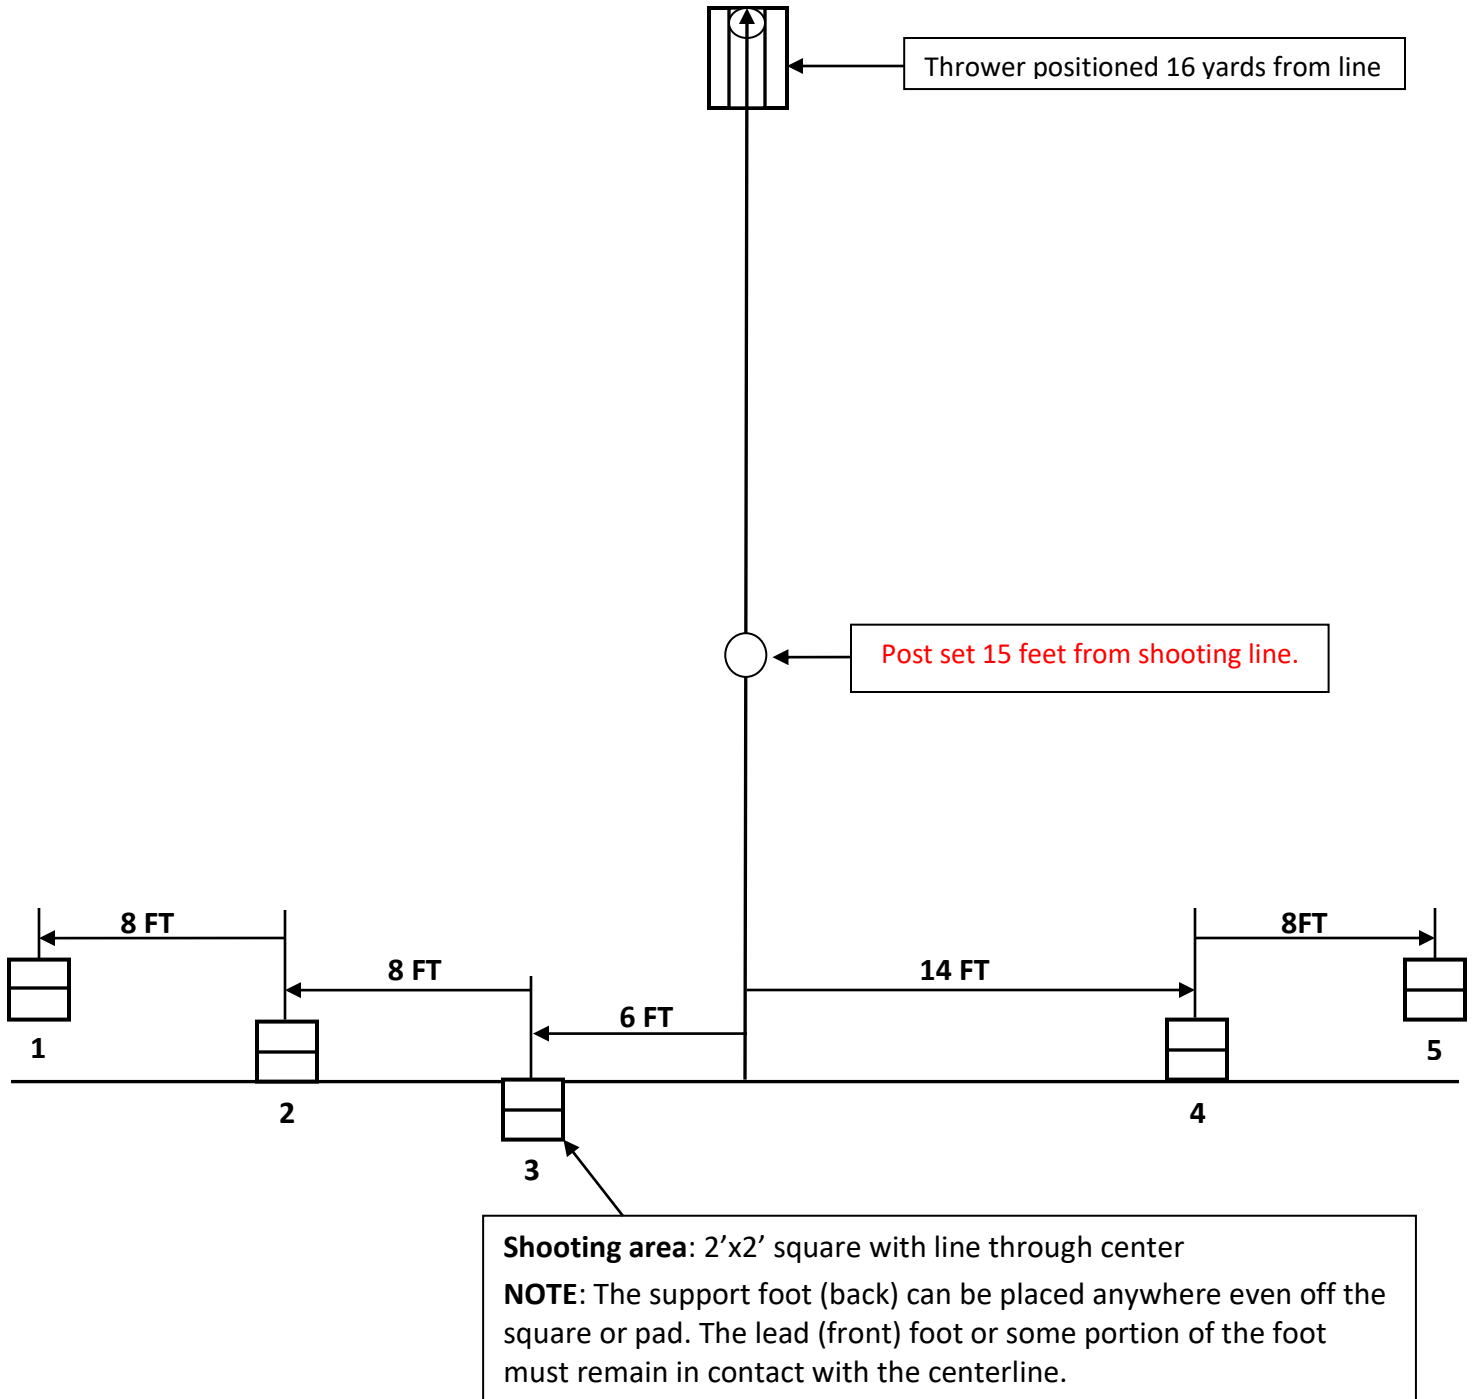 Thrower positioned 16 yards from line
Post set 15 feet from shooting line.
8 FT
8FT
8 FT
14 FT
6 FT
1
5
2
4
3
Shooting area: 2’x2’ square with line through center
NOTE: The support foot (back) can be placed anywhere even off the
square or pad. The lead (front) foot or some portion of the foot
must remain in contact with the centerline.